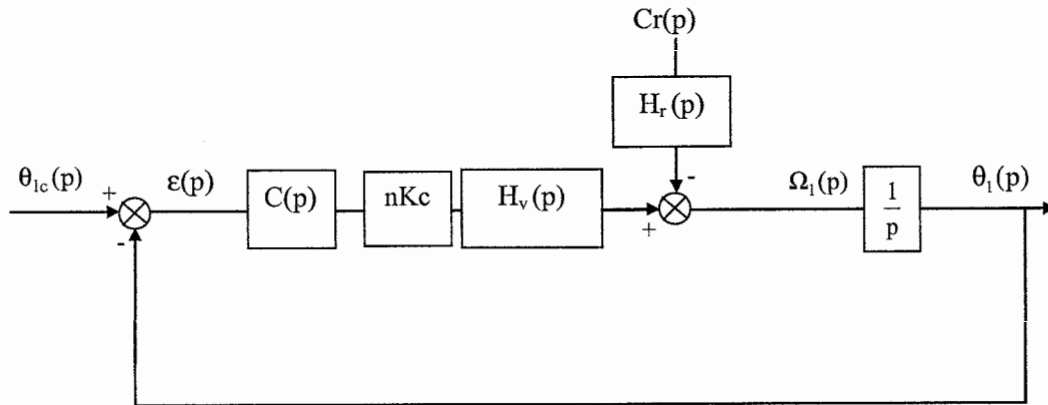 Cr(p)
H_r(p)
θ_1c(p)
+
-
ε(p)
C(p)
nKc
H_v(p)
+
-
Ω_1(p)
1
p
θ_1(p)